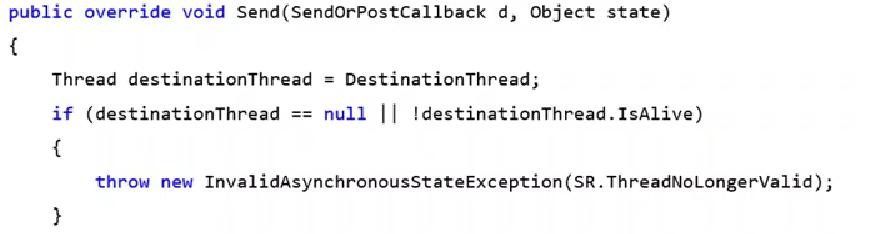 public override void Send(SendOrPostCallback d, Object state)
{
    Thread destinationThread = DestinationThread;
    if (destinationThread == null || !destinationThread.IsAlive)
    {
        throw new InvalidAsynchronousStateException(SR.ThreadNoLongerValid);
    }